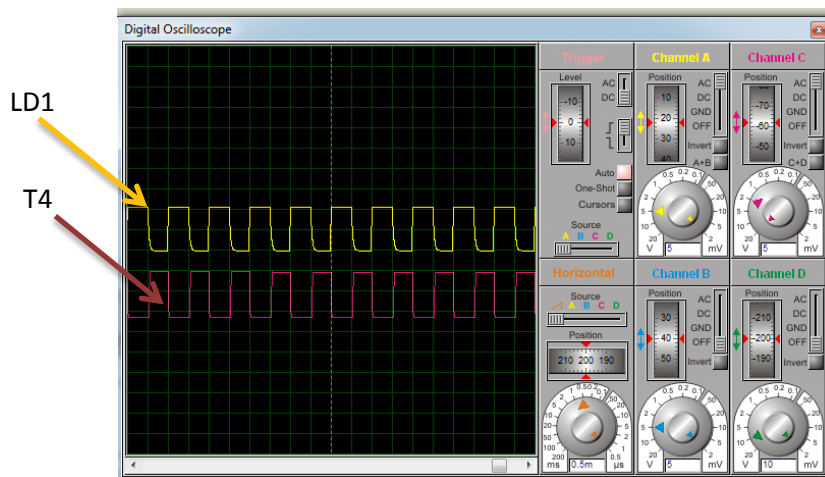 Digital Oscilloscope
LD1
T4
Trigger
Level
-10
0
10
AC
DC
Auto
One-Shot
Cursors
Source
A B C D
Channel A
Position
10
20
30
40
AC
DC
GND
OFF
Invert
A+B
V 5 mV
Channel C
Position
-70
-60
-50
AC
DC
GND
OFF
Invert
C+D
V 5 mV
Horizontal
Source
A B C D
Position
210 200 190
ms 0.5m µs
Channel B
Position
30
40
50
AC
DC
GND
OFF
Invert
V 5 mV
Channel D
Position
-210
-200
-190
AC
DC
GND
OFF
Invert
V 10 mV